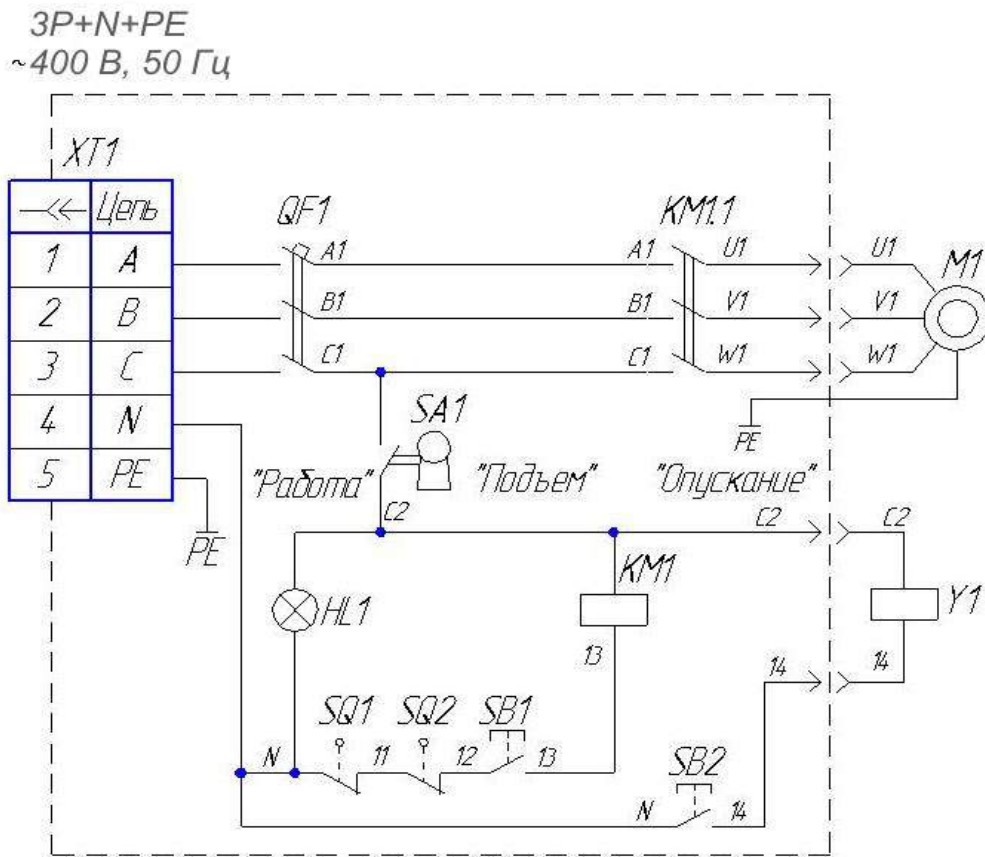 3P+N+PE
~400 В, 50 Гц
XT1
Цепь
1 A
2 B
3 C
4 N
5 PE
QF1
KM1.1
A1 A1 U1 U1
M1
B1 B1 V1 V1
C1 C1 W1 W1
SA1
PE
"Работа" "Подъем" "Опускание"
C2 C2 C2
PE
HL1
KM1
Y1
13
14 14
SQ1 SQ2 SB1
N 11 12 13
SB2
N 14